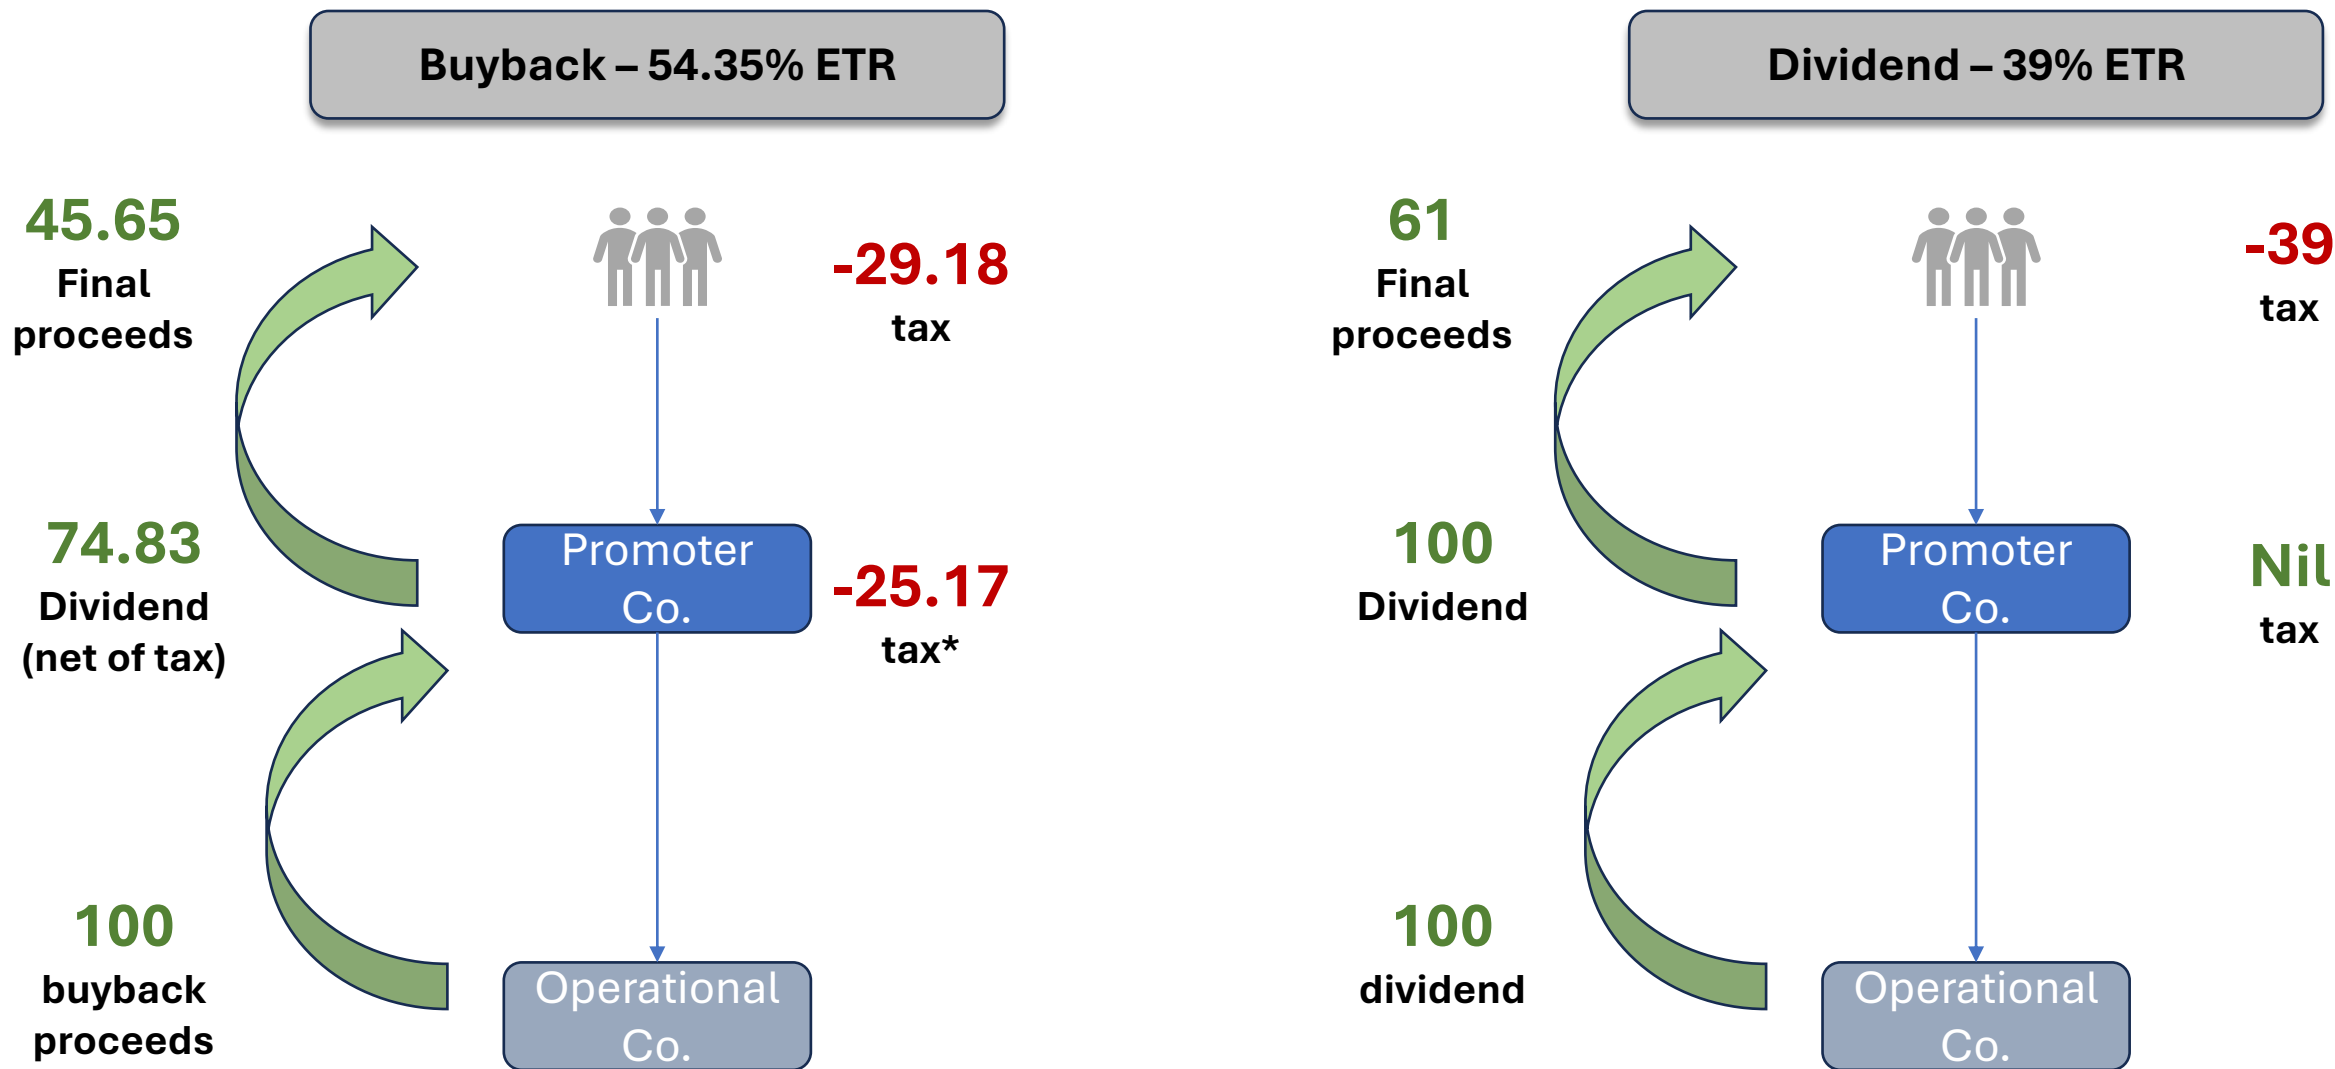 Buyback – 54.35% ETR
45.65
Final
proceeds
-29.18
tax
74.83
Dividend
(net of tax)
Promoter
Co.
-25.17
tax*
100
buyback
proceeds
Operational
Co.
Dividend – 39% ETR
61
Final
proceeds
-39
tax
100
Dividend
Promoter
Co.
Nil
tax
100
dividend
Operational
Co.